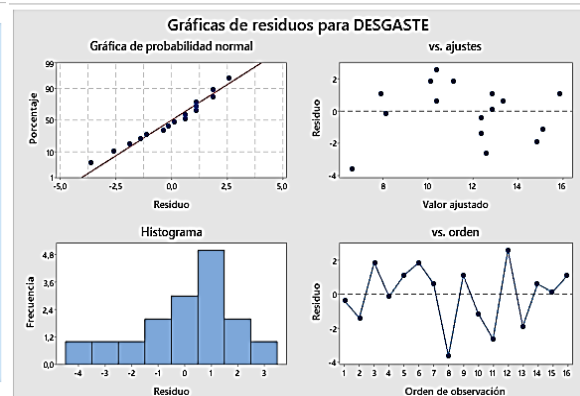 Gráficas de residuos para DESGASTE
Gráfica de probabilidad normal
Porcentaje
99
90
50
10
1
-5,0 -2,5 0,0 2,5 5,0
Residuo
vs. ajustes
Residuo
2
0
-2
-4
8 10 12 14 16
Valor ajustado
Histograma
Frecuencia
4,8
3,6
2,4
1,2
0,0
-4 -3 -2 -1 0 1 2 3
Residuo
vs. orden
Residuo
2
0
-2
-4
1 2 3 4 5 6 7 8 9 10 11 12 13 14 15 16
Orden de observación